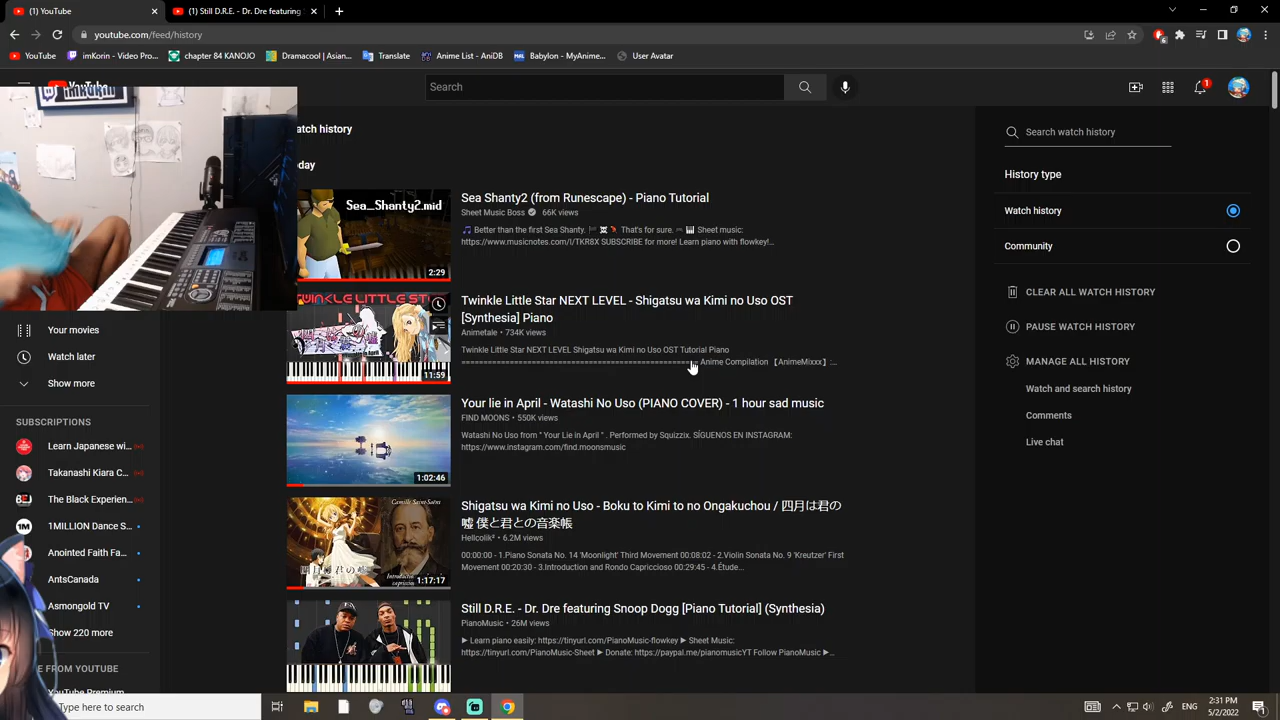 (1) YouTube
(1) Still D.R.E. - Dr. Dre featuring
youtube.com/feed/history
YouTube
imKorin - Video Pro...
chapter 84 KANOJO
Dramacool | Asian...
Translate
Anime List - AniDB
Babylon - MyAnime...
User Avatar
Search
1
Watch history
Search watch history
History type
Watch history
Community
CLEAR ALL WATCH HISTORY
PAUSE WATCH HISTORY
MANAGE ALL HISTORY
Watch and search history
Comments
Live chat
Sea_Shanty2.mid
2:29
Sea Shanty2 (from Runescape) - Piano Tutorial
Sheet Music Boss 66K views
Better than the first Sea Shanty. That's for sure. Sheet music:
https://www.musicnotes.com/l/TKR8X SUBSCRIBE for more! Learn piano with flowkey!...
TWINKLE LITTLE ST
11:59
Twinkle Little Star NEXT LEVEL - Shigatsu wa Kimi no Uso OST
[Synthesia] Piano
Animetale • 734K views
Twinkle Little Star NEXT LEVEL Shigatsu wa Kimi no Uso OST Tutorial Piano
Anime Compilation 【AnimeMixxx】:...
1:02:46
Your lie in April - Watashi No Uso (PIANO COVER) - 1 hour sad music
FIND MOONS • 550K views
Watashi No Uso from " Your Lie in April " . Performed by Squizzix. SÍGUENOS EN INSTAGRAM:
https://www.instagram.com/find.moonsmusic
Camille Saint-Saëns
四月は君の嘘
1:17:17
Shigatsu wa Kimi no Uso - Boku to Kimi to no Ongakuchou / 四月は君の
嘘 僕と君との音楽帳
Hellcolik² • 6.2M views
00:00:00 - 1.Piano Sonata No. 14 'Moonlight' Third Movement 00:08:02 - 2.Violin Sonata No. 9 'Kreutzer' First
Movement 00:20:30 - 3.Introduction and Rondo Capriccioso 00:29:45 - 4.Étude...
Still D.R.E. - Dr. Dre featuring Snoop Dogg [Piano Tutorial] (Synthesia)
PianoMusic • 26M views
► Learn piano easily: https://tinyurl.com/PianoMusic-flowkey ► Sheet Music:
https://tinyurl.com/PianoMusic-Sheet ► Donate: https://paypal.me/pianomusicYT Follow PianoMusic ►...
Your movies
Watch later
Show more
SUBSCRIPTIONS
Learn Japanese wi...
Takanashi Kiara C...
The Black Experien...
1MILLION Dance S...
Anointed Faith Fa...
AntsCanada
Asmongold TV
Show 220 more
E FROM YOUTUBE
YouTube Premium
Type here to search
ENG
2:31 PM
5/2/2022